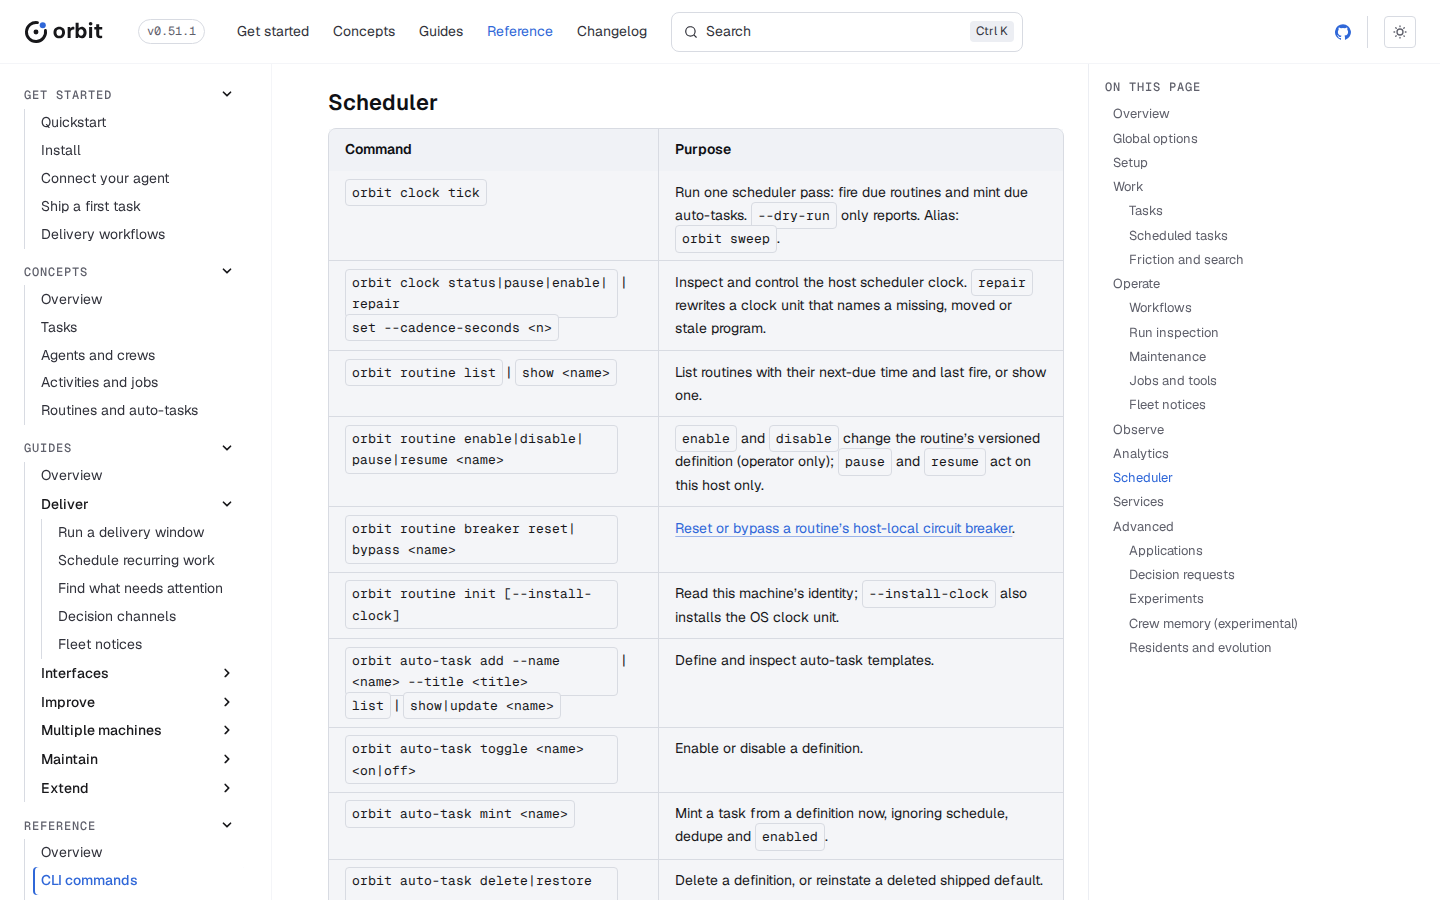 orbit
v0.51.1
Get started
Concepts
Guides
Reference
Changelog
Search
Ctrl K
GET STARTED
Quickstart
Install
Connect your agent
Ship a first task
Delivery workflows
CONCEPTS
Overview
Tasks
Agents and crews
Activities and jobs
Routines and auto-tasks
GUIDES
Overview
Deliver
Run a delivery window
Schedule recurring work
Find what needs attention
Decision channels
Fleet notices
Interfaces
Improve
Multiple machines
Maintain
Extend
REFERENCE
Overview
CLI commands
Scheduler
Command
Purpose
orbit clock tick
Run one scheduler pass: fire due routines and mint due
auto-tasks. --dry-run only reports. Alias:
orbit sweep.
orbit clock status|pause|enable| |
repair
set --cadence-seconds <n>
Inspect and control the host scheduler clock. repair
rewrites a clock unit that names a missing, moved or
stale program.
orbit routine list | show <name>
List routines with their next-due time and last fire, or show
one.
orbit routine enable|disable|
pause|resume <name>
enable and disable change the routine's versioned
definition (operator only); pause and resume act on
this host only.
orbit routine breaker reset|
bypass <name>
Reset or bypass a routine's host-local circuit breaker.
orbit routine init [--install-
clock]
Read this machine's identity; --install-clock also
installs the OS clock unit.
orbit auto-task add --name |
<name> --title <title>
list | show|update <name>
Define and inspect auto-task templates.
orbit auto-task toggle <name>
<on|off>
Enable or disable a definition.
orbit auto-task mint <name>
Mint a task from a definition now, ignoring schedule,
dedupe and enabled.
orbit auto-task delete|restore
Delete a definition, or reinstate a deleted shipped default.
ON THIS PAGE
Overview
Global options
Setup
Work
Tasks
Scheduled tasks
Friction and search
Operate
Workflows
Run inspection
Maintenance
Jobs and tools
Fleet notices
Observe
Analytics
Scheduler
Services
Advanced
Applications
Decision requests
Experiments
Crew memory (experimental)
Residents and evolution